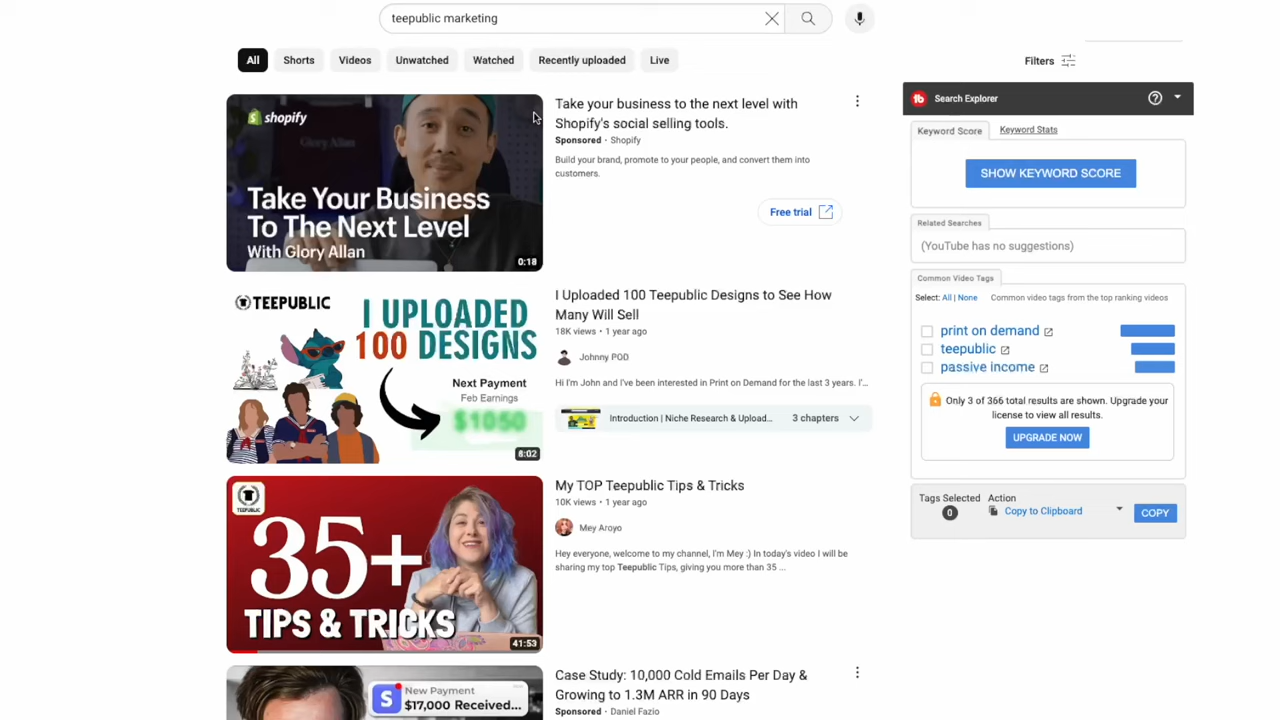 teepublic marketing
All
Shorts
Videos
Unwatched
Watched
Recently uploaded
Live
Filters
shopify
Glory Allan
Take Your Business
To The Next Level
With Glory Allan
0:18
Take your business to the next level with
Shopify's social selling tools.
Sponsored · Shopify
Build your brand, promote to your people, and convert them into
customers.
Free trial
TEEPUBLIC
I UPLOADED
100 DESIGNS
Next Payment
Feb Earnings
$1050
8:02
I Uploaded 100 Teepublic Designs to See How
Many Will Sell
18K views · 1 year ago
Johnny POD
Hi I'm John and I've been interested in Print on Demand for the last 3 years. I'...
Introduction | Niche Research & Upload...
3 chapters
TEEPUBLIC
35+
TIPS & TRICKS
41:53
My TOP Teepublic Tips & Tricks
10K views · 1 year ago
Mey Aroyo
Hey everyone, welcome to my channel, I'm Mey :) In today's video I will be
sharing my top Teepublic Tips, giving you more than 35 ...
New Payment
$17,000 Received...
Case Study: 10,000 Cold Emails Per Day &
Growing to 1.3M ARR in 90 Days
Sponsored · Daniel Fazio
tb
Search Explorer
?
Keyword Score
Keyword Stats
SHOW KEYWORD SCORE
Related Searches
(YouTube has no suggestions)
Common Video Tags
Select: All | None
Common video tags from the top ranking videos
print on demand
teepublic
passive income
Only 3 of 366 total results are shown. Upgrade your
license to view all results.
UPGRADE NOW
Tags Selected
0
Action
Copy to Clipboard
COPY